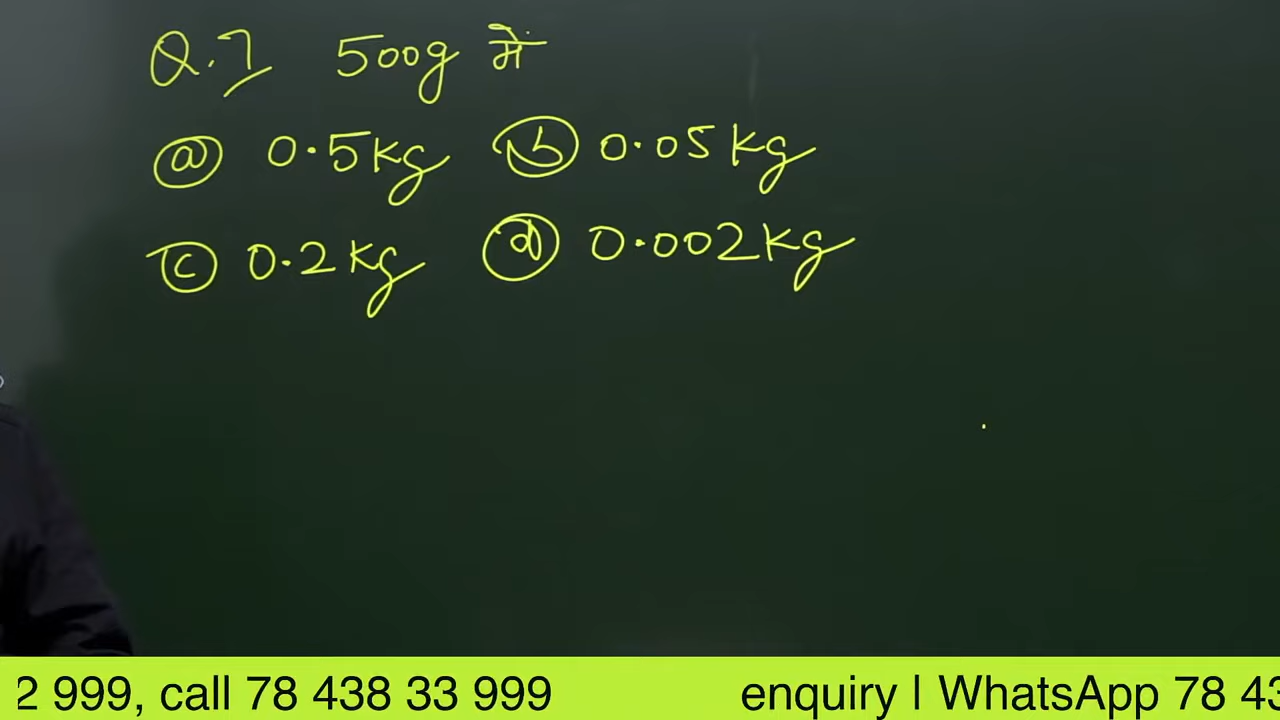 Q.7 500g में
(a) 0.5kg (b) 0.05kg
(c) 0.2kg (d) 0.002kg
2 999, call 78 438 33 999 enquiry | WhatsApp 78 43